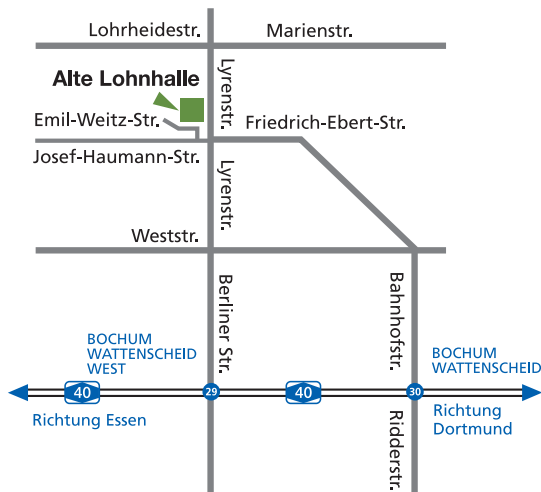 Lohrheidestr.
Marienstr.
Alte Lohnhalle
Lyrenstr.
Emil-Weitz-Str.
Friedrich-Ebert-Str.
Josef-Haumann-Str.
Lyrenstr.
Weststr.
Berliner Str.
Bahnhofstr.
BOCHUM
WATTENSCHEID
WEST
BOCHUM
WATTENSCHEID
40
29
40
30
Richtung Essen
Richtung
Dortmund
Ridderstr.